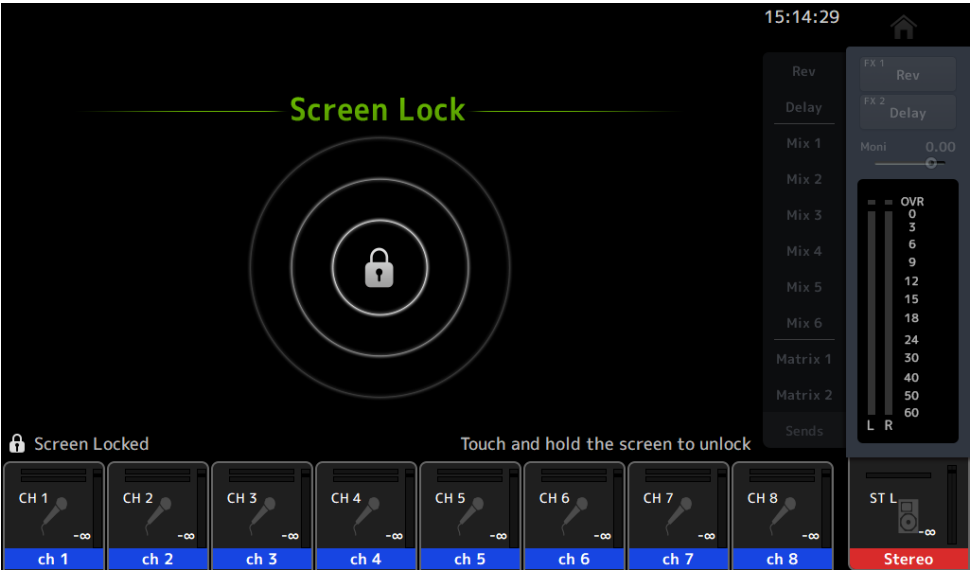 15:14:29
Screen Lock
Rev
Delay
Mix 1
Mix 2
Mix 3
Mix 4
Mix 5
Mix 6
Matrix 1
Matrix 2
Sends
FX 1
Rev
FX 2
Delay
Moni 0.00
OVR
0
3
6
9
12
15
18
24
30
40
50
60
L R
Screen Locked
Touch and hold the screen to unlock
CH 1 CH 2 CH 3 CH 4 CH 5 CH 6 CH 7 CH 8 ST L
-∞ -∞ -∞ -∞ -∞ -∞ -∞ -∞ -∞
ch 1 ch 2 ch 3 ch 4 ch 5 ch 6 ch 7 ch 8 Stereo